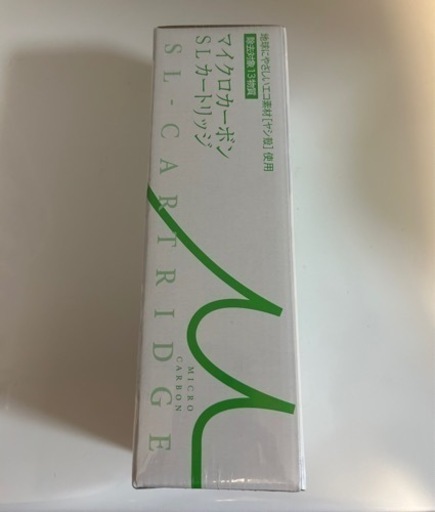 地球にやさしいエコ素材[ヤシ殻]使用
除去対象13物質
マイクロカーボン
SLカートリッジ
SL-CARTRIDGE
MICRO
CARBON